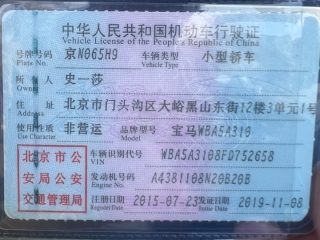 中华人民共和国机动车行驶证
Vehicle License of the People's Republic of China
号牌号码 京N065H9 车辆类型 小型轿车
Plate No. Vehicle Type
所有人 史一莎
Owner
住址 北京市门头沟区大峪黑山东街12楼3单元1号
Address
使用性质 非营运 品牌型号 宝马WBA5A310
Use Character Model
北京市公 车辆识别代号 WBA5A3108FD752658
VIN
安局公安 发动机号码 A4381108N20B20B
Engine No.
交通管理局 注册日期 2015-07-23 发证日期 2019-11-08
Register Date Issue Date